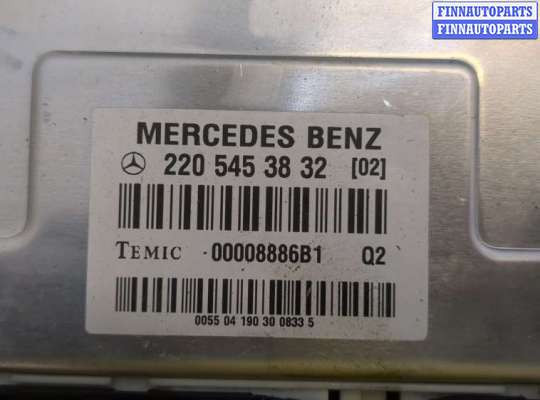 FINNAUTOPARTS
FINNAUTOPARTS
MERCEDES BENZ
220 545 38 32 [02]
TEMIC 00008886B1 Q2
0055 04 190 30 0833 5